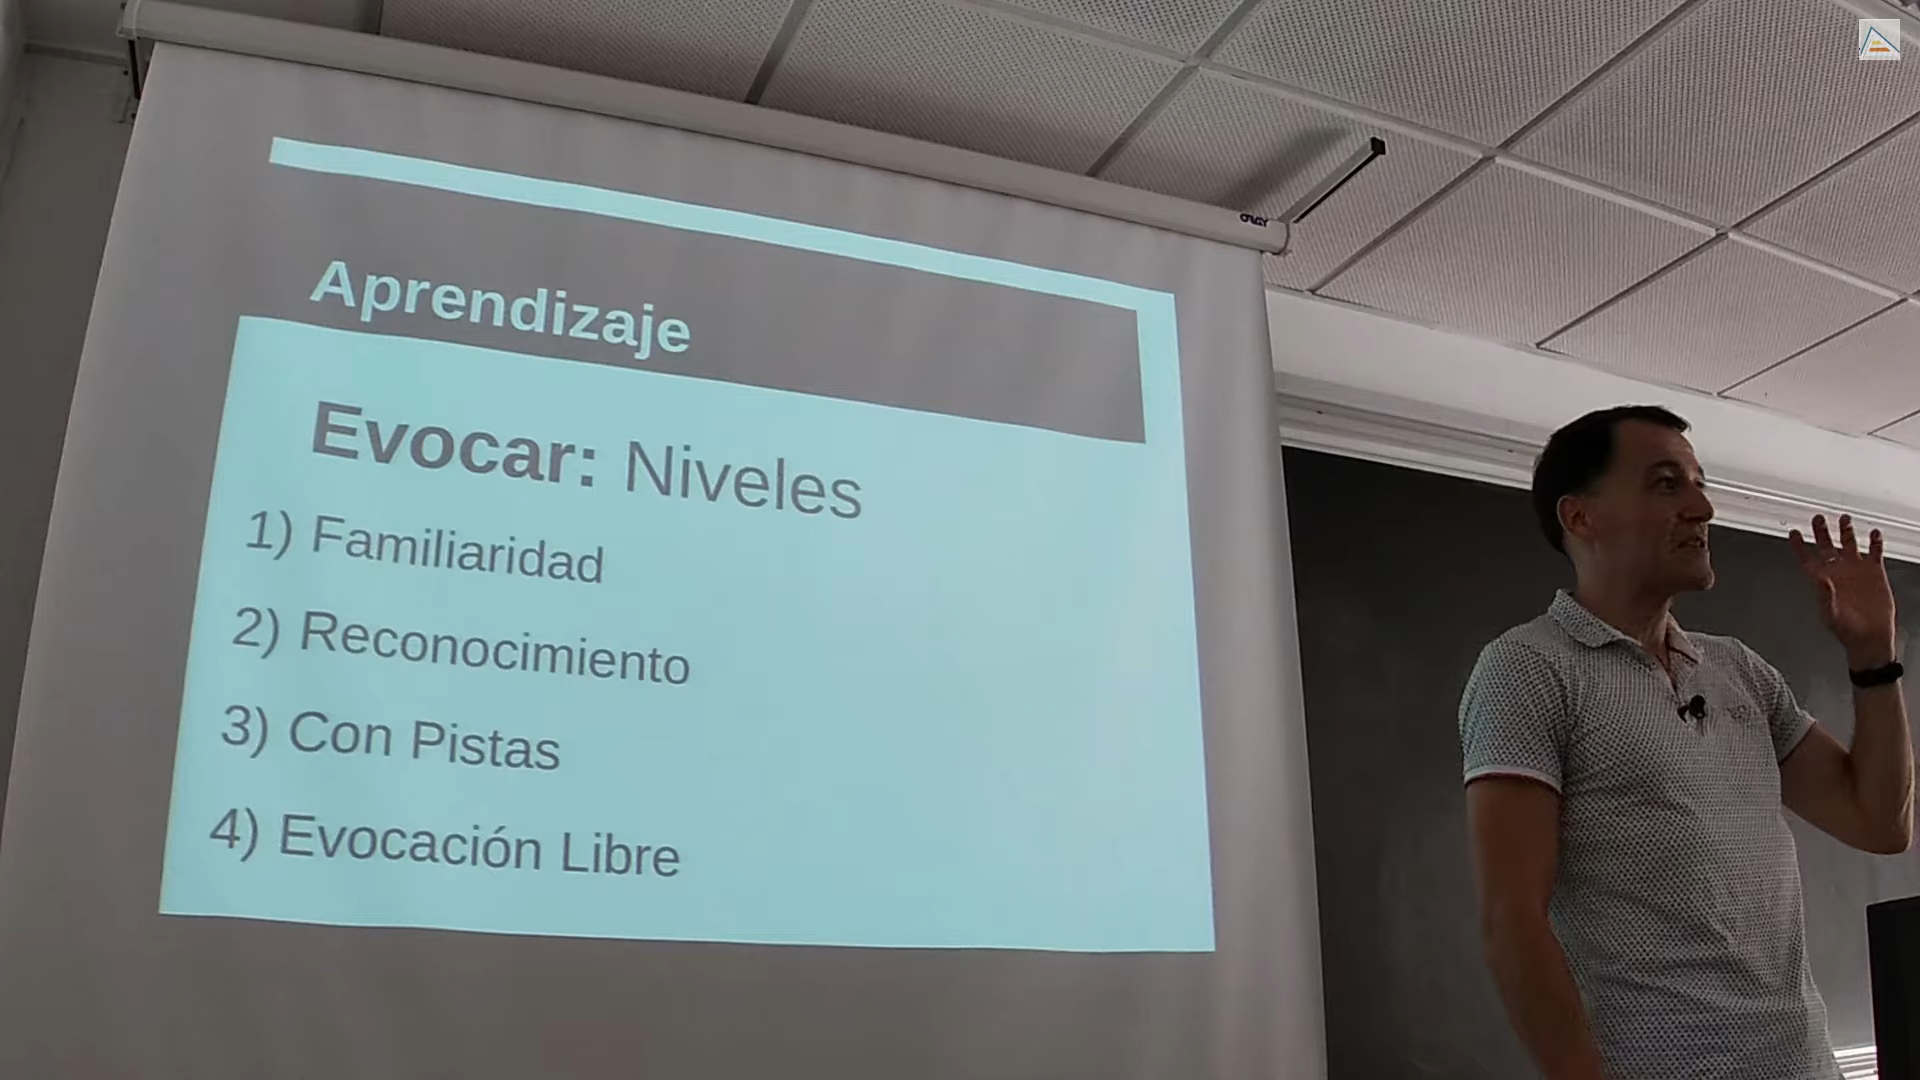 Aprendizaje
Evocar: Niveles
1) Familiaridad
2) Reconocimiento
3) Con Pistas
4) Evocación Libre